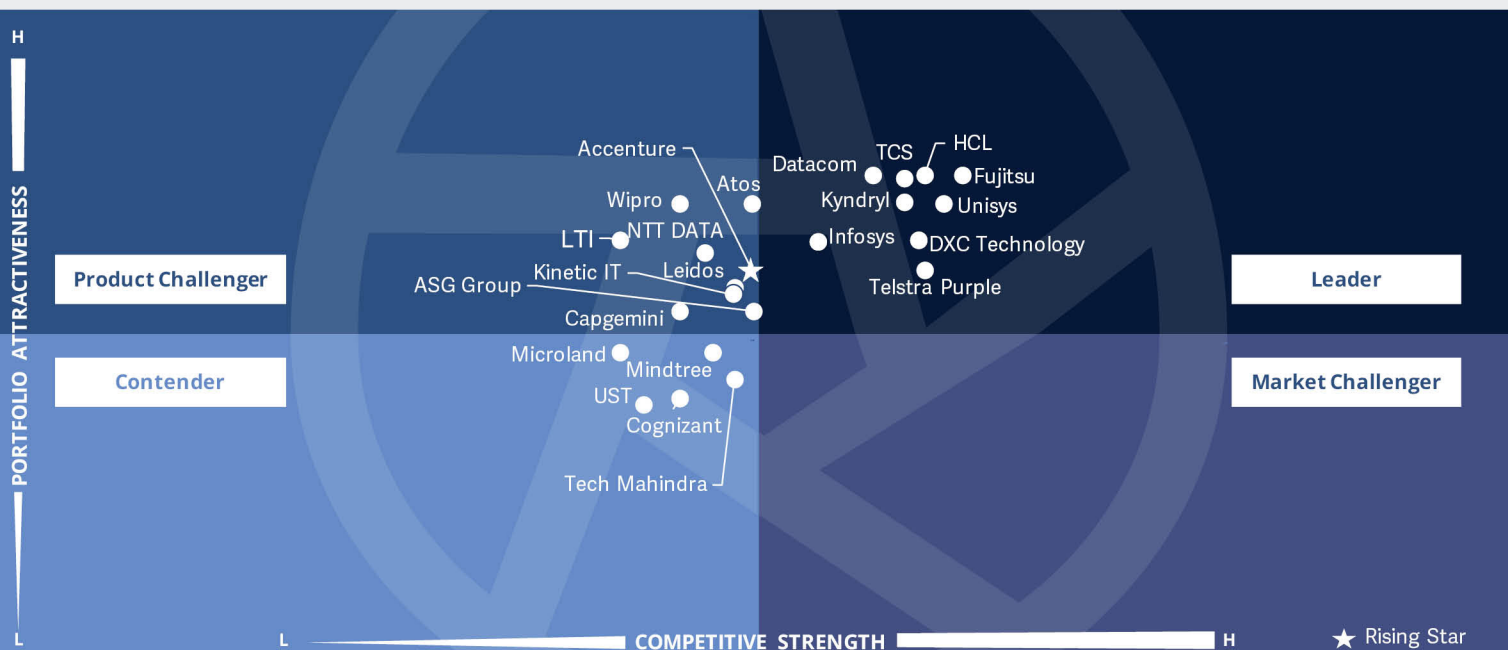 H
PORTFOLIO ATTRACTIVENESS
L
Product Challenger
Leader
Contender
Market Challenger
Accenture
TCS
HCL
Datacom
Fujitsu
Atos
Wipro
Kyndryl
Unisys
LTI
NTT DATA
Infosys
DXC Technology
Kinetic IT
Leidos
ASG Group
Telstra Purple
Capgemini
Microland
Mindtree
UST
Cognizant
Tech Mahindra
L
COMPETITIVE STRENGTH
H
Rising Star